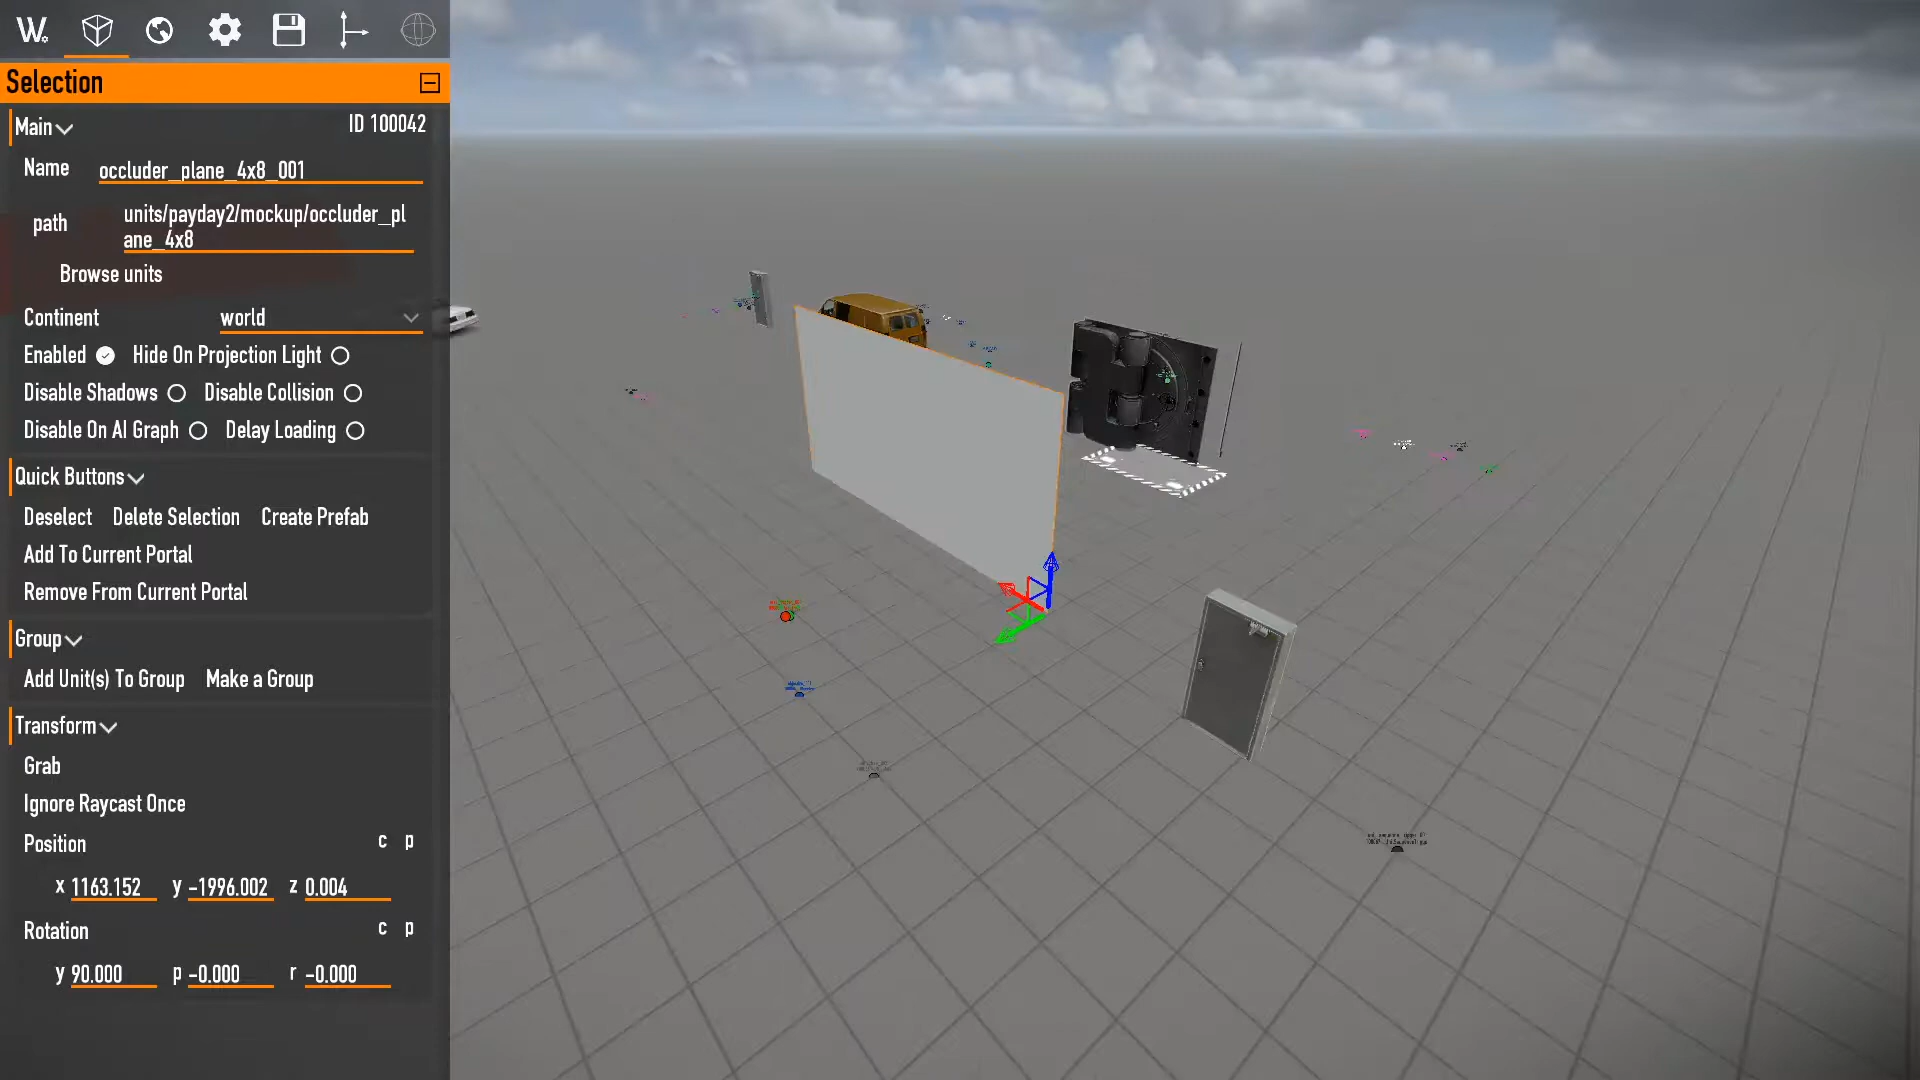 W.
Selection
Main
ID 100042
Name
occluder_plane_4x8_001
path
units/payday2/mockup/occluder_pl
ane_4x8
Browse units
Continent
world
Enabled
Hide On Projection Light
Disable Shadows
Disable Collision
Disable On AI Graph
Delay Loading
Quick Buttons
Deselect
Delete Selection
Create Prefab
Add To Current Portal
Remove From Current Portal
Group
Add Unit(s) To Group
Make a Group
Transform
Grab
Ignore Raycast Once
Position
c p
x 1163.152 y -1996.002 z 0.004
Rotation
c p
y 90.000 p -0.000 r -0.000